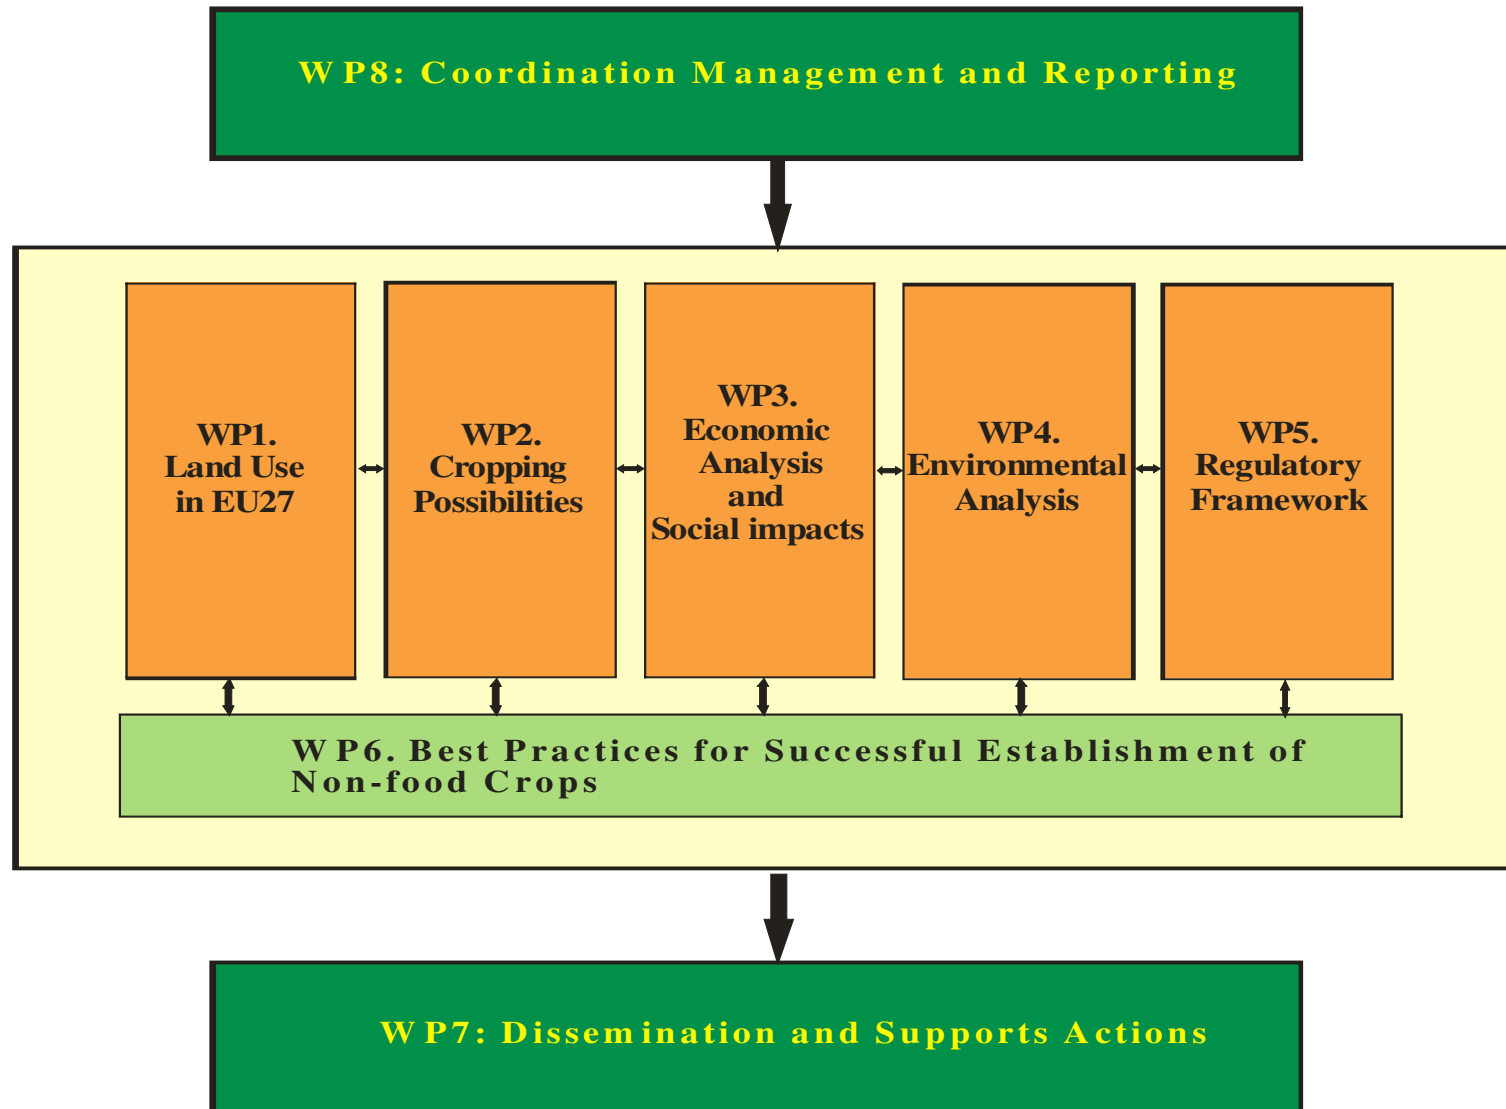 WP8: Coordination Management and Reporting
WP1.
Land Use
in EU27
WP2.
Cropping
Possibilities
WP3.
Economic
Analysis
and
Social impacts
WP4.
Environmental
Analysis
WP5.
Regulatory
Framework
WP6. Best Practices for Successful Establishment of
Non-food Crops
WP7: Dissemination and Supports Actions